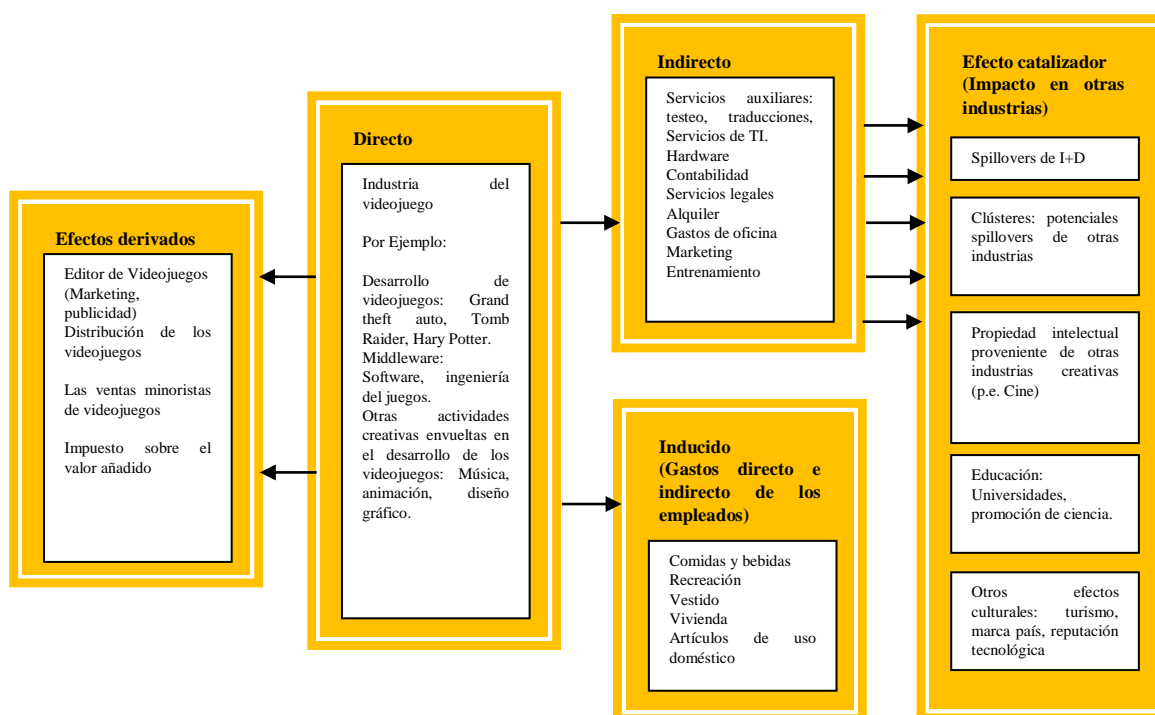 Efectos derivados
Editor de Videojuegos
(Marketing,
publicidad)
Distribución de los
videojuegos
Las ventas minoristas
de videojuegos
Impuesto sobre el
valor añadido
Directo
Industria del
videojuego
Por Ejemplo:
Desarrollo de
videojuegos: Grand
theft auto, Tomb
Raider, Hary Potter.
Middleware:
Software, ingeniería
del juegos.
Otras actividades
creativas envueltas en
el desarrollo de los
videojuegos: Música,
animación, diseño
gráfico.
Indirecto
Servicios auxiliares:
testeo, traducciones,
Servicios de TI.
Hardware
Contabilidad
Servicios legales
Alquiler
Gastos de oficina
Marketing
Entrenamiento
Inducido
(Gastos directo e
indirecto de los
empleados)
Comidas y bebidas
Recreación
Vestido
Vivienda
Artículos de uso
doméstico
Efecto catalizador
(Impacto en otras
industrias)
Spillovers de I+D
Clústeres: potenciales
spillovers de otras
industrias
Propiedad intelectual
proveniente de otras
industrias creativas
(p.e. Cine)
Educación:
Universidades,
promoción de ciencia.
Otros efectos
culturales: turismo,
marca país, reputación
tecnológica